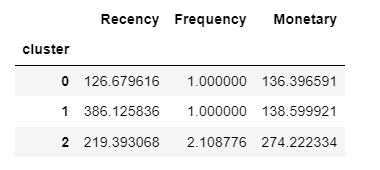 Recency Frequency Monetary
cluster
0 126.679616 1.000000 136.396591
1 386.125836 1.000000 138.599921
2 219.393068 2.108776 274.222334